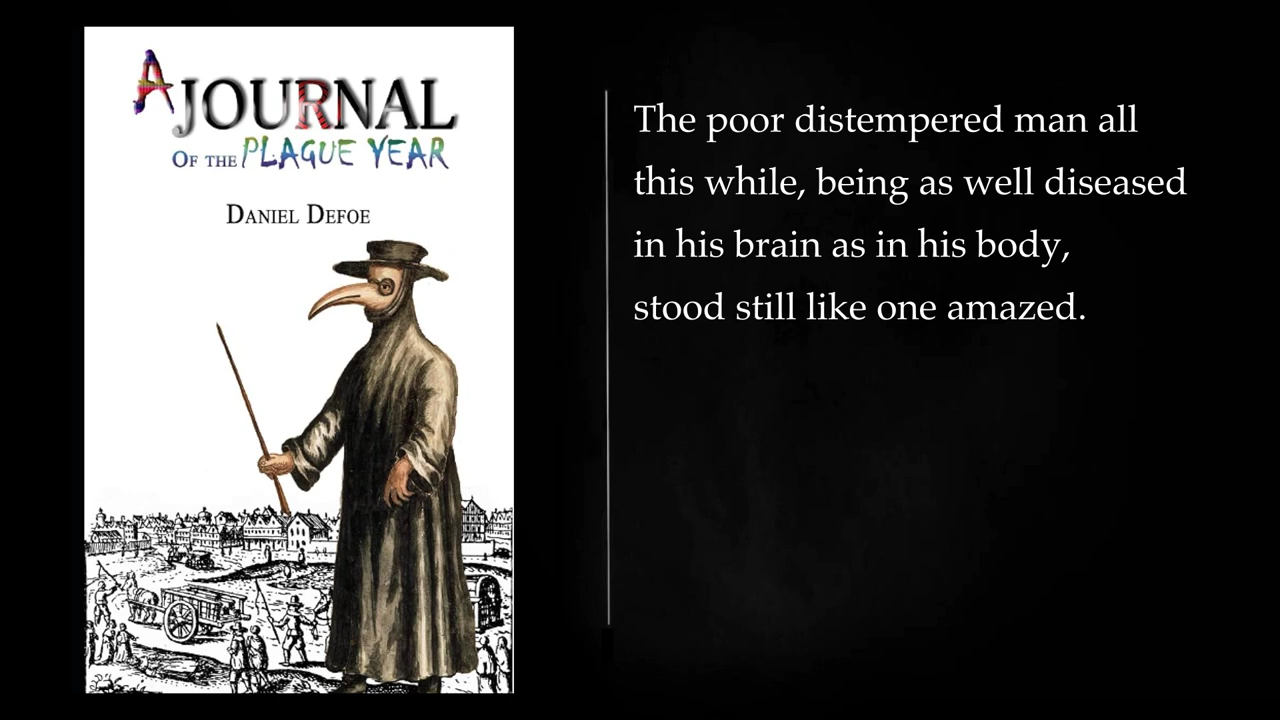 A JOURNAL
OF THE PLAGUE YEAR
DANIEL DEFOE
The poor distempered man all
this while, being as well diseased
in his brain as in his body,
stood still like one amazed.